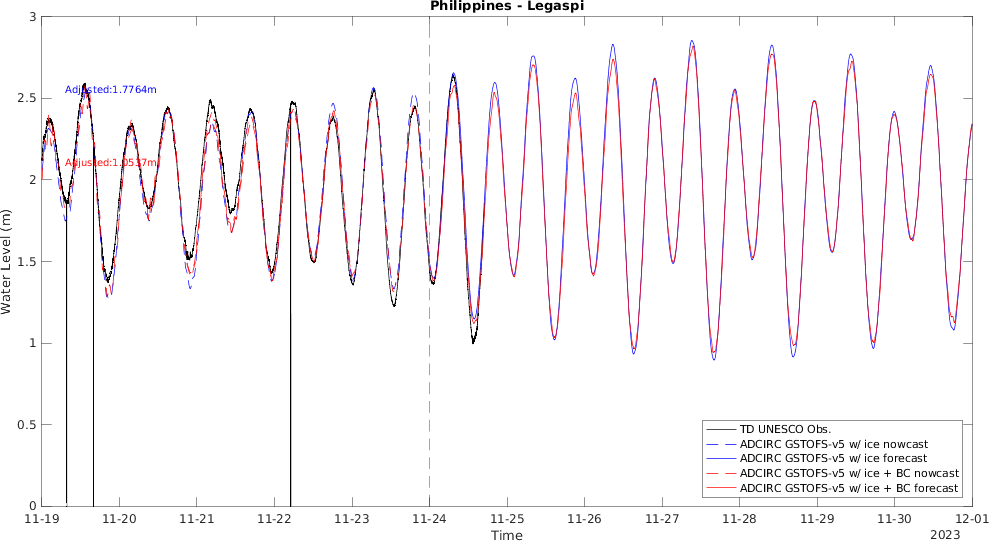 Philippines - Legaspi
3
2.5
2
1.5
1
0.5
0
Water Level (m)
Adjusted:1.7764m
Adjusted:1.0537m
TD UNESCO Obs.
ADCIRC GSTOFS-v5 w/ ice nowcast
ADCIRC GSTOFS-v5 w/ ice forecast
ADCIRC GSTOFS-v5 w/ ice + BC nowcast
ADCIRC GSTOFS-v5 w/ ice + BC forecast
11-19 11-20 11-21 11-22 11-23 11-24 11-25 11-26 11-27 11-28 11-29 11-30 12-01
Time
2023